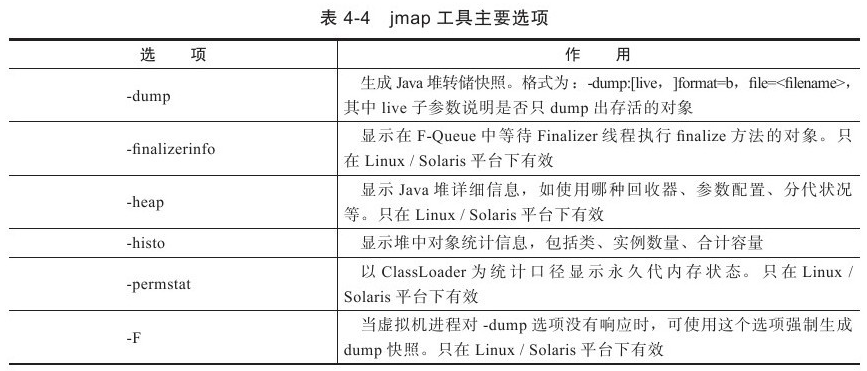 表 4-4 jmap 工具主要选项
选 项 作 用
-dump
生成 Java 堆转储快照。格式为：-dump:[live，]format=b，file=<filename>，
其中 live 子参数说明是否只 dump 出存活的对象
-finalizerinfo
显示在 F-Queue 中等待 Finalizer 线程执行 finalize 方法的对象。只
在 Linux / Solaris 平台下有效
-heap
显示 Java 堆详细信息，如使用哪种回收器、参数配置、分代状况
等。只在 Linux / Solaris 平台下有效
-histo
显示堆中对象统计信息，包括类、实例数量、合计容量
-permstat
以 ClassLoader 为统计口径显示永久代内存状态。只在 Linux /
Solaris 平台下有效
-F
当虚拟机进程对 -dump 选项没有响应时，可使用这个选项强制生成
dump 快照。只在 Linux / Solaris 平台下有效